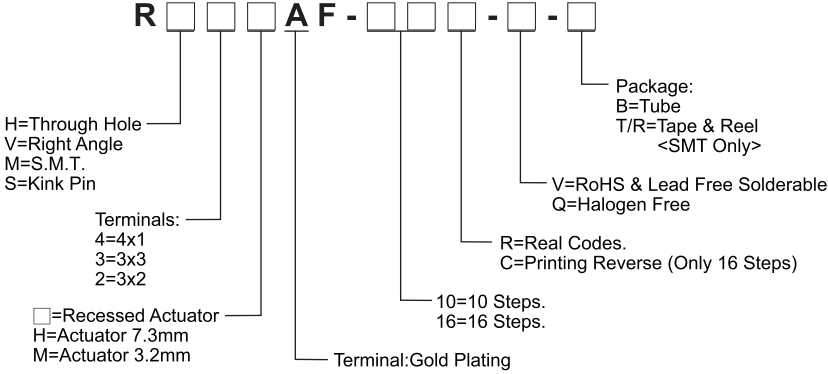 R□□□AF-□□□-□-□
Package:
B=Tube
T/R=Tape & Reel
<SMT Only>
H=Through Hole
V=Right Angle
M=S.M.T.
S=Kink Pin
V=RoHS & Lead Free Solderable
Q=Halogen Free
Terminals:
4=4x1
3=3x3
2=3x2
R=Real Codes.
C=Printing Reverse (Only 16 Steps)
10=10 Steps.
16=16 Steps.
□=Recessed Actuator
H=Actuator 7.3mm
M=Actuator 3.2mm
Terminal:Gold Plating